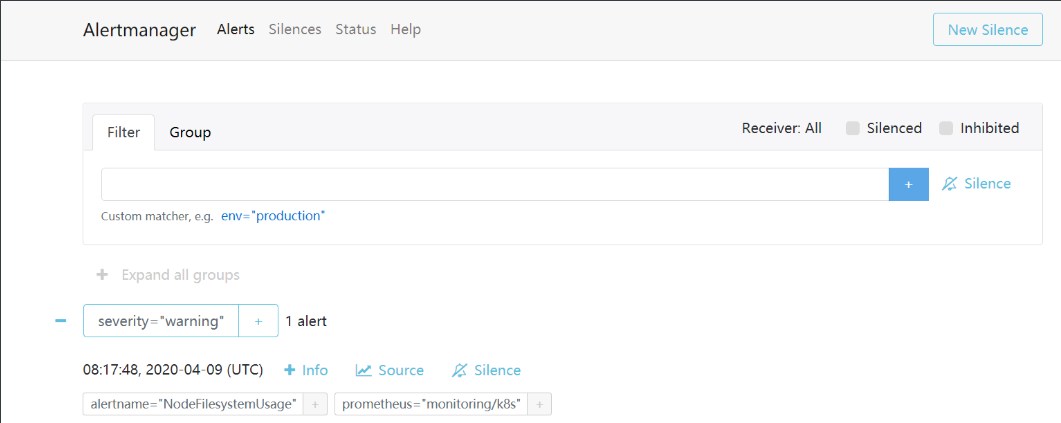 Alertmanager Alerts Silences Status Help New Silence
Filter Group Receiver: All Silenced Inhibited
+ Silence
Custom matcher, e.g. env="production"
+ Expand all groups
− severity="warning" + 1 alert
08:17:48, 2020-04-09 (UTC) + Info Source Silence
alertname="NodeFilesystemUsage" + prometheus="monitoring/k8s" +